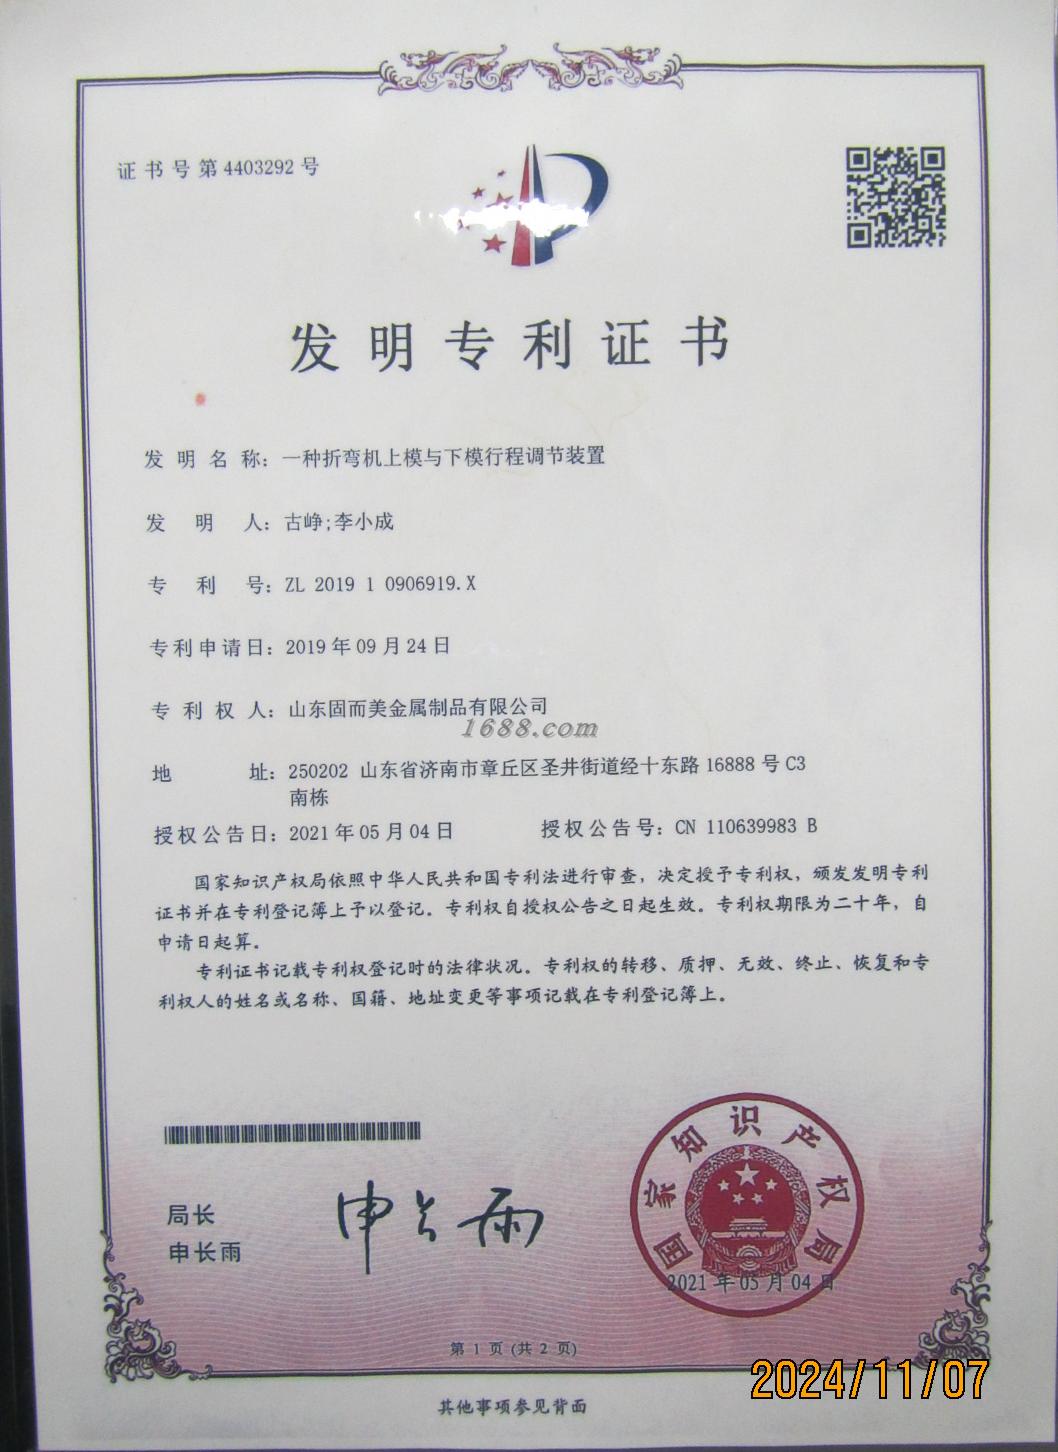 证书号第4403292号
发明专利证书
发明名称：一种折弯机上模与下模行程调节装置
发明人：古峥;李小成
专利号：ZL 2019 1 0906919.X
专利申请日：2019年09月24日
专利权人：山东固而美金属制品有限公司
1688.com
地址：250202 山东省济南市章丘区圣井街道经十东路16888号C3
南栋
授权公告日：2021年05月04日 授权公告号：CN 110639983 B
国家知识产权局依照中华人民共和国专利法进行审查，决定授予专利权，颁发发明专利
证书并在专利登记簿上予以登记。专利权自授权公告之日起生效。专利权期限为二十年，自
申请日起算。
专利证书记载专利权登记时的法律状况。专利权的转移、质押、无效、终止、恢复和专
利权人的姓名或名称、国籍、地址变更等事项记载在专利登记簿上。
局长
申长雨
申长雨
国家知识产权局
2021年05月04日
第 1 页 (共 2 页)
2024/11/07
其他事项参见背面